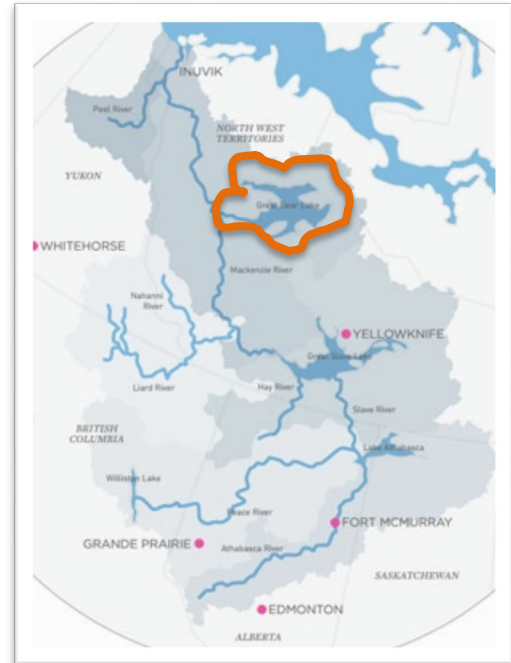 INUVIK
Peel River
NORTH WEST
TERRITORIES
YUKON
Great Bear Lake
WHITEHORSE
Mackenzie River
Nahanni
River
YELLOWKNIFE
Great Slave Lake
Liard River
Hay River
Slave River
BRITISH
COLUMBIA
Lake Athabasca
Williston Lake
Peace River
FORT MCMURRAY
GRANDE PRAIRIE
Athabasca River
SASKATCHEWAN
EDMONTON
ALBERTA